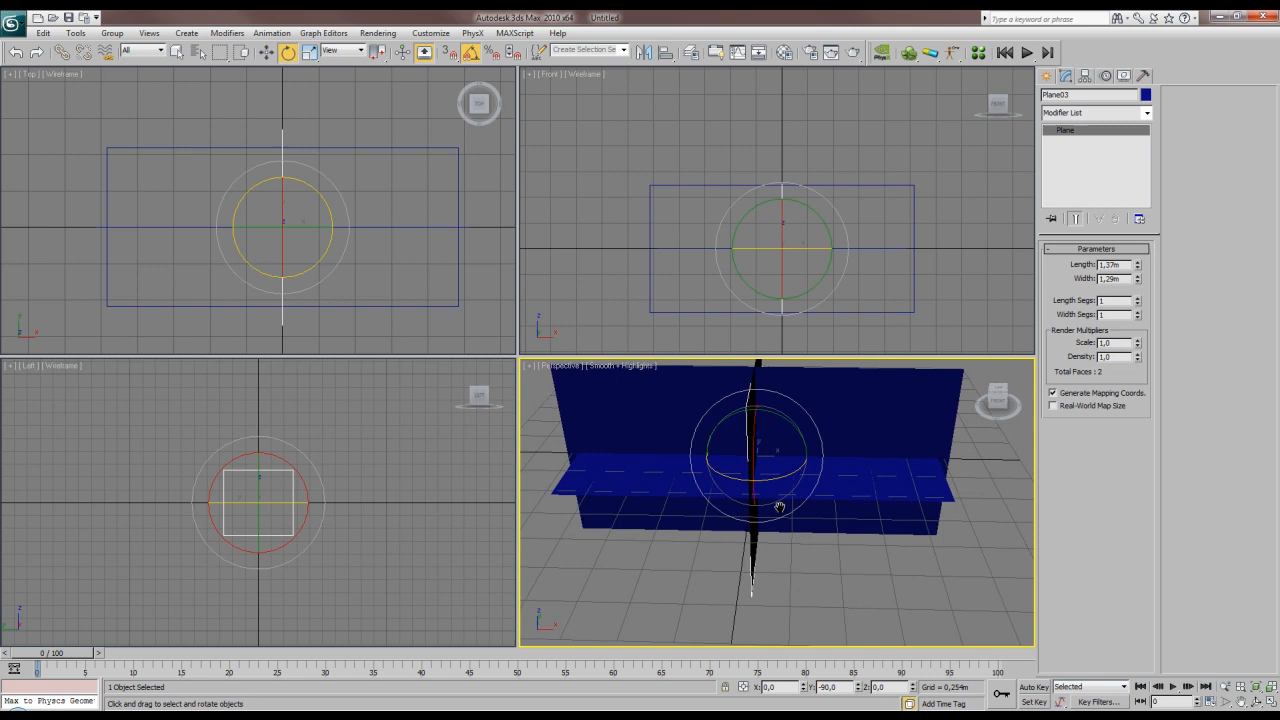 Autodesk 3ds Max 2010 x64 Untitled
Type a keyword or phrase
Edit Tools Group Views Create Modifiers Animation Graph Editors Rendering Customize PhysX MAXScript Help
All
View
Create Selection Se
[ + ] [ Top ] [ Wireframe ]
TOP
[ + ] [ Front ] [ Wireframe ]
FRONT
[ + ] [ Left ] [ Wireframe ]
LEFT
[ + ] [ Perspective ] [ Smooth + Highlights ]
FRONT
Plane03
Modifier List
Plane
Parameters
Length: 1,37m
Width: 1,29m
Length Segs: 1
Width Segs: 1
Render Multipliers
Scale: 1,0
Density: 1,0
Total Faces : 2
Generate Mapping Coords.
Real-World Map Size
0 / 100
0 5 10 15 20 25 30 35 40 45 50 55 60 65 70 75 80 85 90 95 100
1 Object Selected
X: 0,0 Y: -90,0 Z: 0,0 Grid = 0,254m
Auto Key Selected
Max to Physcs Geome
Click and drag to select and rotate objects
Add Time Tag
Set Key Key Filters... 0